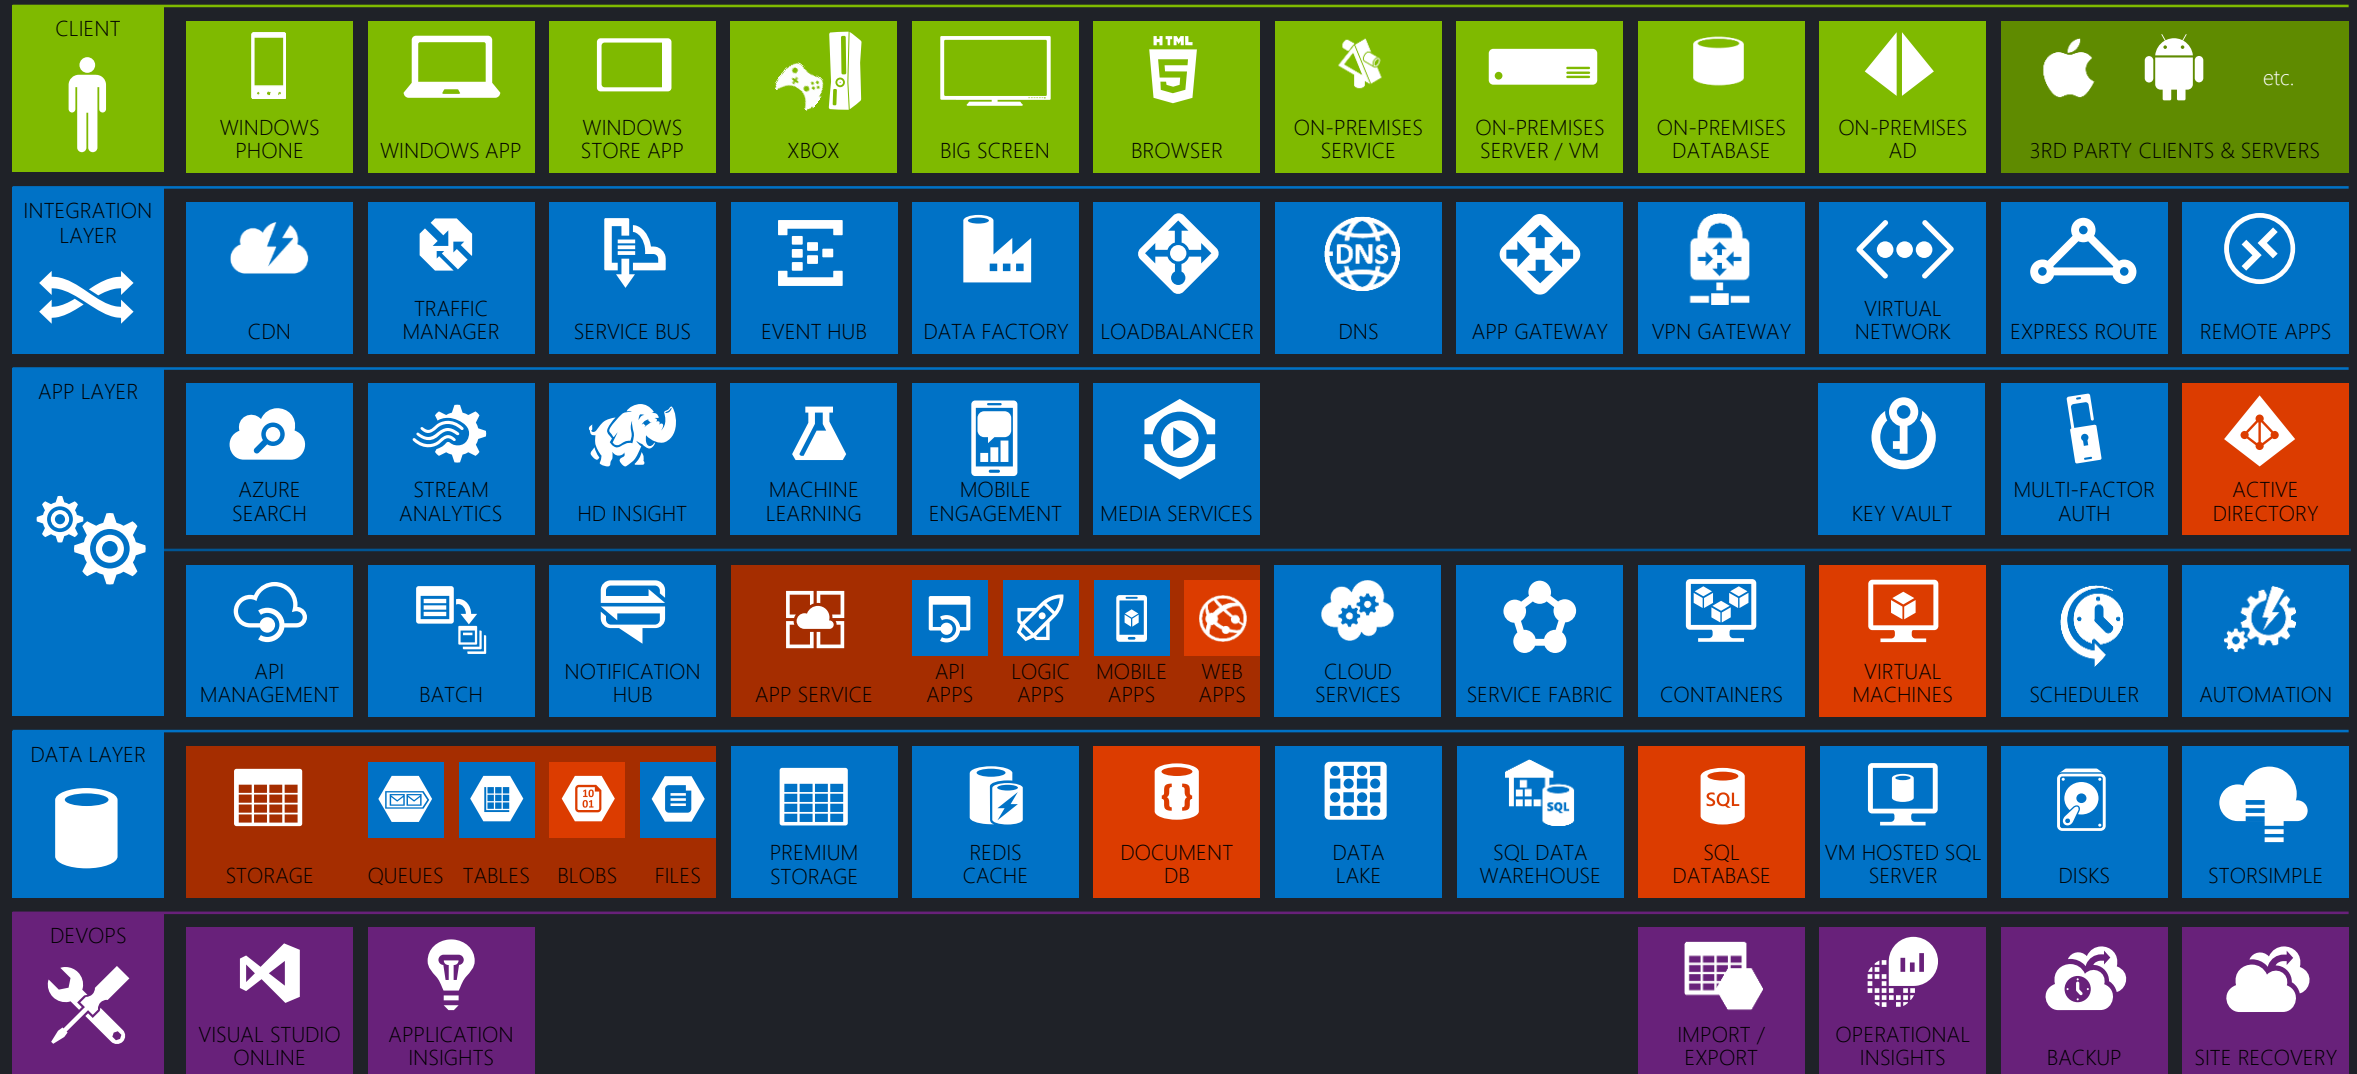 CLIENT
WINDOWS
PHONE
WINDOWS APP
WINDOWS
STORE APP
XBOX
BIG SCREEN
HTML
5
BROWSER
ON-PREMISES
SERVICE
ON-PREMISES
SERVER / VM
ON-PREMISES
DATABASE
ON-PREMISES
AD
etc.
3RD PARTY CLIENTS & SERVERS
INTEGRATION
LAYER
CDN
TRAFFIC
MANAGER
SERVICE BUS
EVENT HUB
DATA FACTORY
LOADBALANCER
DNS
DNS
APP GATEWAY
VPN GATEWAY
VIRTUAL
NETWORK
EXPRESS ROUTE
REMOTE APPS
APP LAYER
AZURE
SEARCH
STREAM
ANALYTICS
HD INSIGHT
MACHINE
LEARNING
MOBILE
ENGAGEMENT
MEDIA SERVICES
KEY VAULT
MULTI-FACTOR
AUTH
ACTIVE
DIRECTORY
API
MANAGEMENT
BATCH
NOTIFICATION
HUB
APP SERVICE
API
APPS
LOGIC
APPS
MOBILE
APPS
WEB
APPS
CLOUD
SERVICES
SERVICE FABRIC
CONTAINERS
VIRTUAL
MACHINES
SCHEDULER
AUTOMATION
DATA LAYER
STORAGE
QUEUES
TABLES
10
01
BLOBS
FILES
PREMIUM
STORAGE
REDIS
CACHE
{ }
DOCUMENT
DB
DATA
LAKE
SQL
SQL DATA
WAREHOUSE
SQL
SQL
DATABASE
VM HOSTED SQL
SERVER
DISKS
STORSIMPLE
DEVOPS
VISUAL STUDIO
ONLINE
APPLICATION
INSIGHTS
IMPORT /
EXPORT
OPERATIONAL
INSIGHTS
BACKUP
SITE RECOVERY